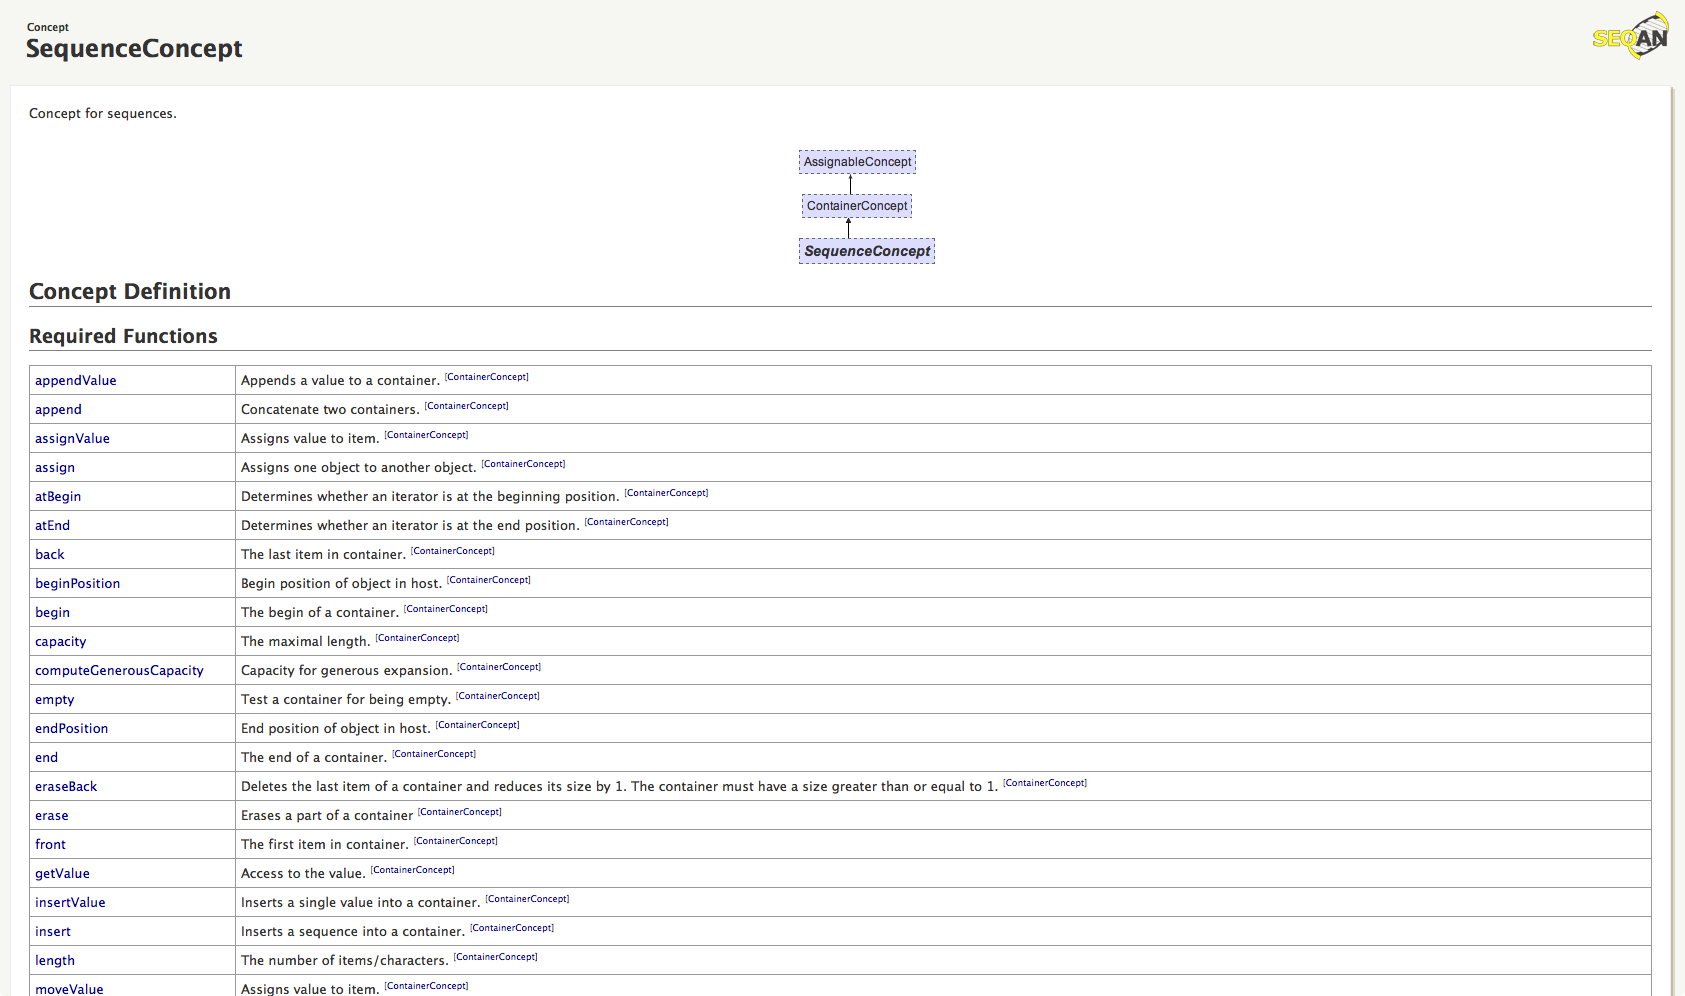 Concept
SequenceConcept
SEQAN
Concept for sequences.
AssignableConcept
ContainerConcept
SequenceConcept
Concept Definition
Required Functions
appendValue Appends a value to a container. [ContainerConcept]
append Concatenate two containers. [ContainerConcept]
assignValue Assigns value to item. [ContainerConcept]
assign Assigns one object to another object. [ContainerConcept]
atBegin Determines whether an iterator is at the beginning position. [ContainerConcept]
atEnd Determines whether an iterator is at the end position. [ContainerConcept]
back The last item in container. [ContainerConcept]
beginPosition Begin position of object in host. [ContainerConcept]
begin The begin of a container. [ContainerConcept]
capacity The maximal length. [ContainerConcept]
computeGenerousCapacity Capacity for generous expansion. [ContainerConcept]
empty Test a container for being empty. [ContainerConcept]
endPosition End position of object in host. [ContainerConcept]
end The end of a container. [ContainerConcept]
eraseBack Deletes the last item of a container and reduces its size by 1. The container must have a size greater than or equal to 1. [ContainerConcept]
erase Erases a part of a container [ContainerConcept]
front The first item in container. [ContainerConcept]
getValue Access to the value. [ContainerConcept]
insertValue Inserts a single value into a container. [ContainerConcept]
insert Inserts a sequence into a container. [ContainerConcept]
length The number of items/characters. [ContainerConcept]
moveValue Assigns value to item. [ContainerConcept]